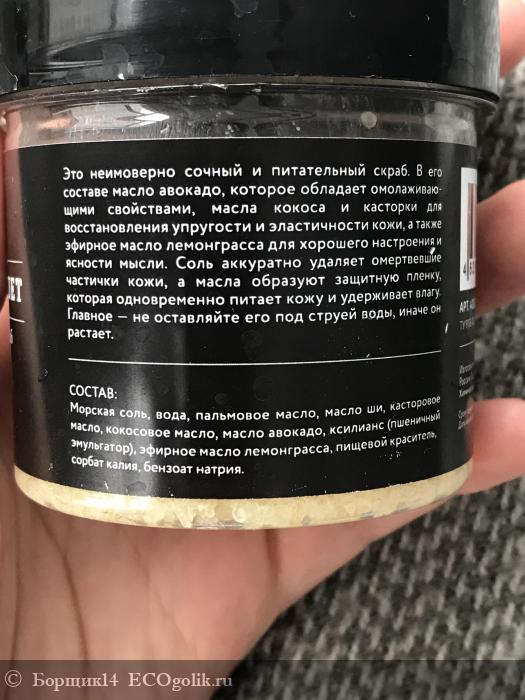 Это неимоверно сочный и питательный скраб. В его
составе масло авокадо, которое обладает омолаживаю-
щими свойствами, масла кокоса и касторки для
восстановления упругости и эластичности кожи, а также
эфирное масло лемонграсса для хорошего настроения и
ясности мысли. Соль аккуратно удаляет омертвевшие
частички кожи, а масла образуют защитную пленку,
которая одновременно питает кожу и удерживает влагу.
Главное — не оставляйте его под струей воды, иначе он
растает.
СОСТАВ:
Морская соль, вода, пальмовое масло, масло ши, касторовое
масло, кокосовое масло, масло авокадо, ксилианс (пшеничный
эмульгатор), эфирное масло лемонграсса, пищевой краситель,
сорбат калия, бензоат натрия.
© Борщик14 ECOgolik.ru